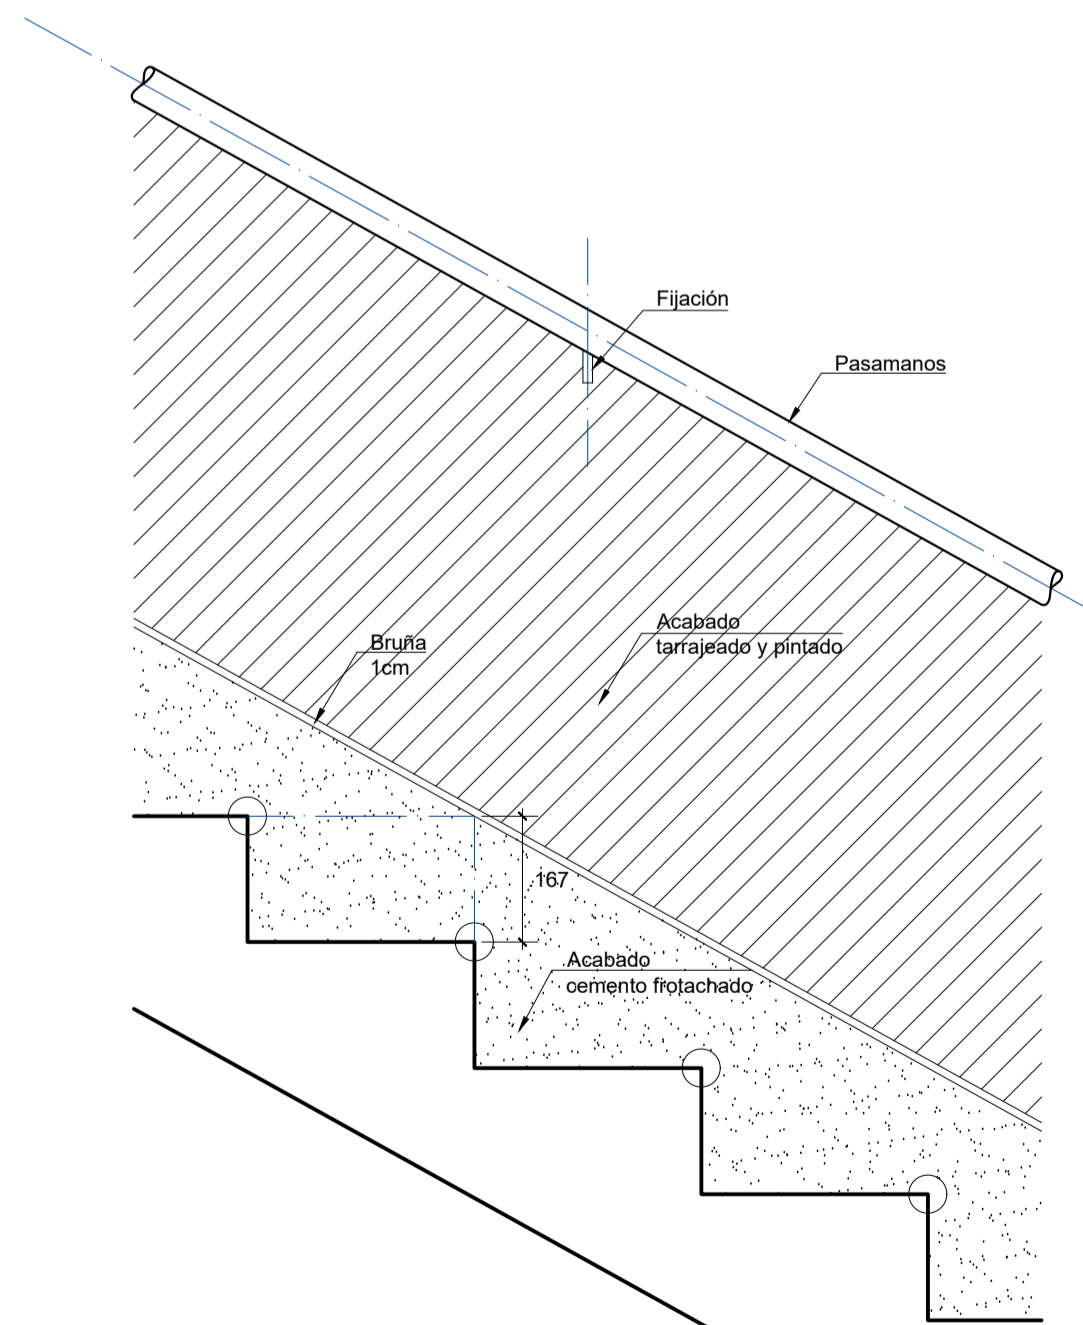 Fijación
Pasamanos
Acabado
tarrajeado y pintado
Bruña
1cm
167
Acabado
cemento frotachado